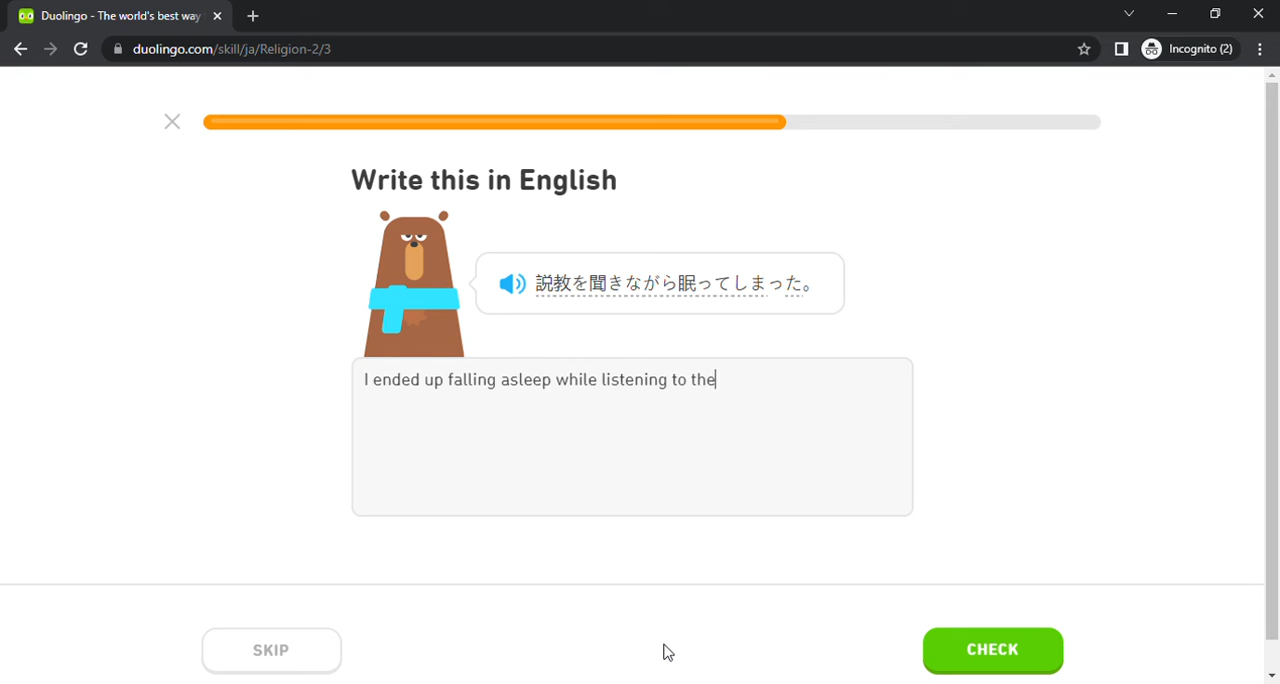 Duolingo - The world's best way
duolingo.com/skill/ja/Religion-2/3
Incognito (2)
Write this in English
説教を聞きながら眠ってしまった。
I ended up falling asleep while listening to the
SKIP
CHECK